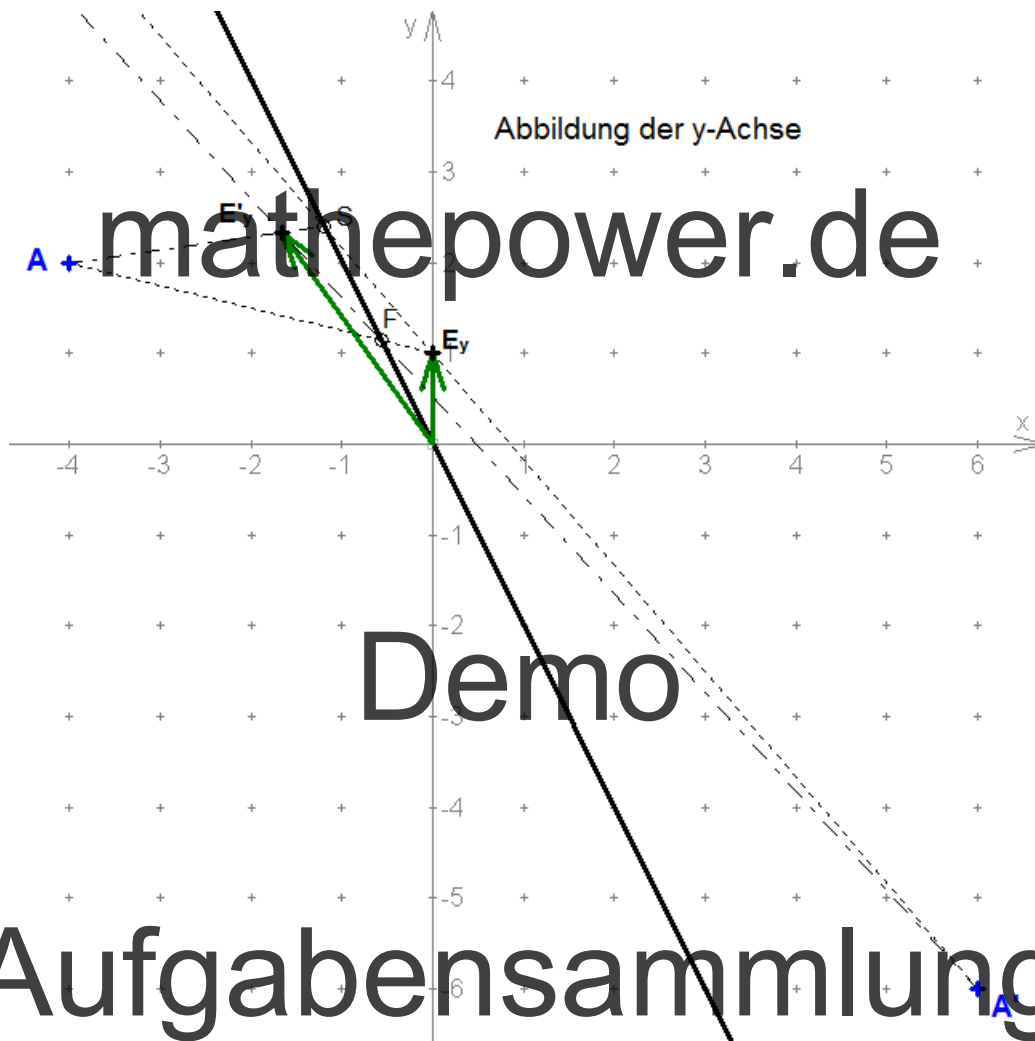 y
4
Abbildung der y-Achse
3
mathepower.de
E'y S
A 2
F
Ey
1
x
-4 -3 -2 -1 1 2 3 4 5 6
-1
-2
Demo
-3
-4
-5
Aufgabensammlung
-6
A'